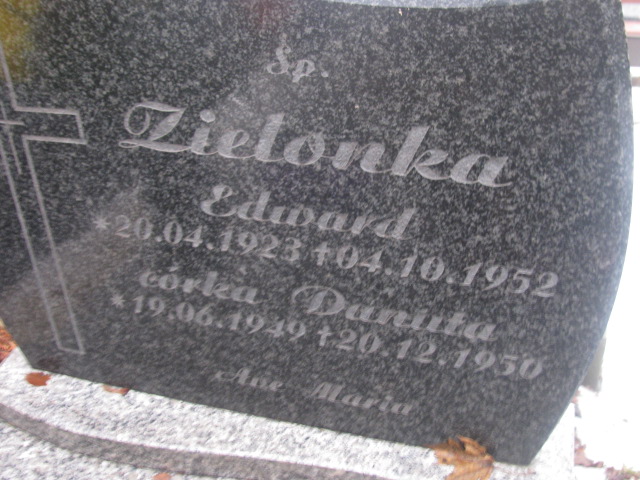 Śp.
Zielonka
Edward
*20.04.1923 †04.10.1952
córka Danuta
*19.06.1949 †20.12.1950
Ave Maria